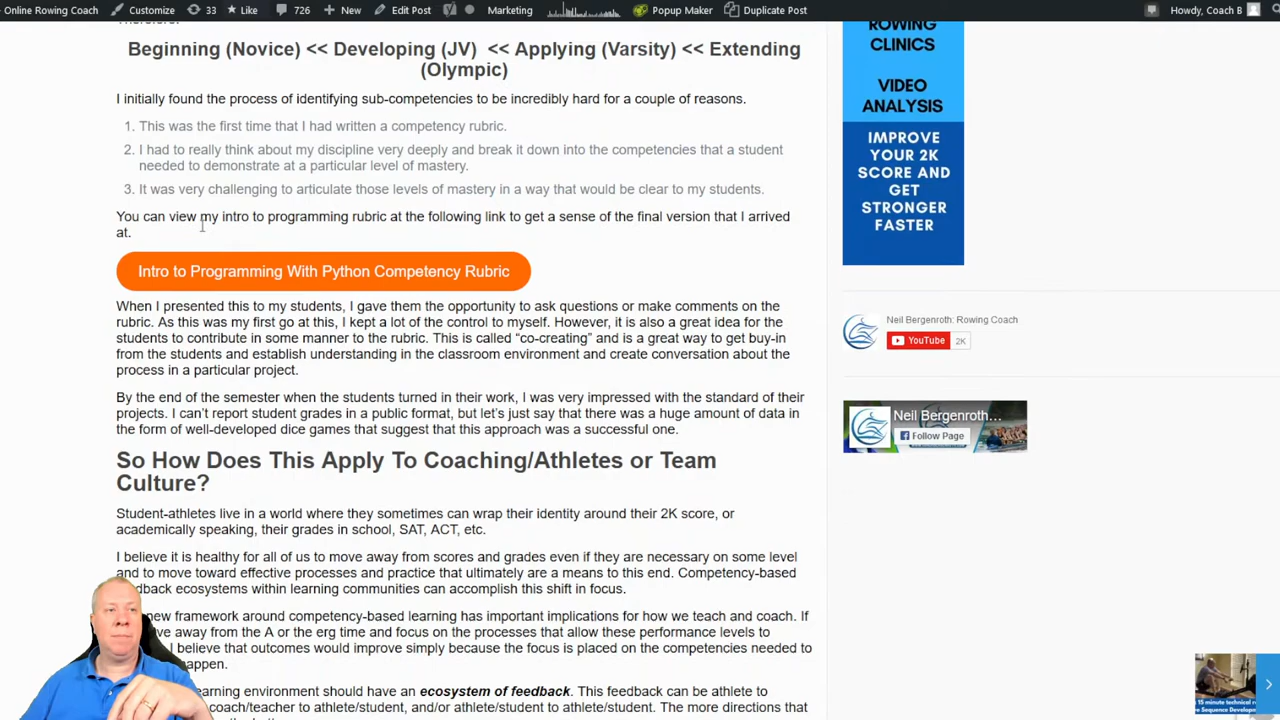 Online Rowing Coach Customize 33 Like 726 New Edit Post Marketing Popup Maker Duplicate Post Howdy, Coach B
Beginning (Novice) << Developing (JV) << Applying (Varsity) << Extending
(Olympic)
I initially found the process of identifying sub-competencies to be incredibly hard for a couple of reasons.
1. This was the first time that I had written a competency rubric.
2. I had to really think about my discipline very deeply and break it down into the competencies that a student
needed to demonstrate at a particular level of mastery.
3. It was very challenging to articulate those levels of mastery in a way that would be clear to my students.
You can view my intro to programming rubric at the following link to get a sense of the final version that I arrived
at.
Intro to Programming With Python Competency Rubric
When I presented this to my students, I gave them the opportunity to ask questions or make comments on the
rubric. As this was my first go at this, I kept a lot of the control to myself. However, it is also a great idea for the
students to contribute in some manner to the rubric. This is called “co-creating” and is a great way to get buy-in
from the students and establish understanding in the classroom environment and create conversation about the
process in a particular project.
By the end of the semester when the students turned in their work, I was very impressed with the standard of their
projects. I can’t report student grades in a public format, but let’s just say that there was a huge amount of data in
the form of well-developed dice games that suggest that this approach was a successful one.
So How Does This Apply To Coaching/Athletes or Team
Culture?
Student-athletes live in a world where they sometimes can wrap their identity around their 2K score, or
academically speaking, their grades in school, SAT, ACT, etc.
I believe it is healthy for all of us to move away from scores and grades even if they are necessary on some level
and to move toward effective processes and practice that ultimately are a means to this end. Competency-based
edback ecosystems within learning communities can accomplish this shift in focus.
new framework around competency-based learning has important implications for how we teach and coach. If
ve away from the A or the erg time and focus on the processes that allow these performance levels to
I believe that outcomes would improve simply because the focus is placed on the competencies needed to
appen.
earning environment should have an ecosystem of feedback. This feedback can be athlete to
coach/teacher to athlete/student, and/or athlete/student to athlete/student. The more directions that
ROWING
CLINICS
VIDEO
ANALYSIS
IMPROVE
YOUR 2K
SCORE AND
GET
STRONGER
FASTER
Neil Bergenroth: Rowing Coach
YouTube 2K
Neil Bergenroth...
Follow Page